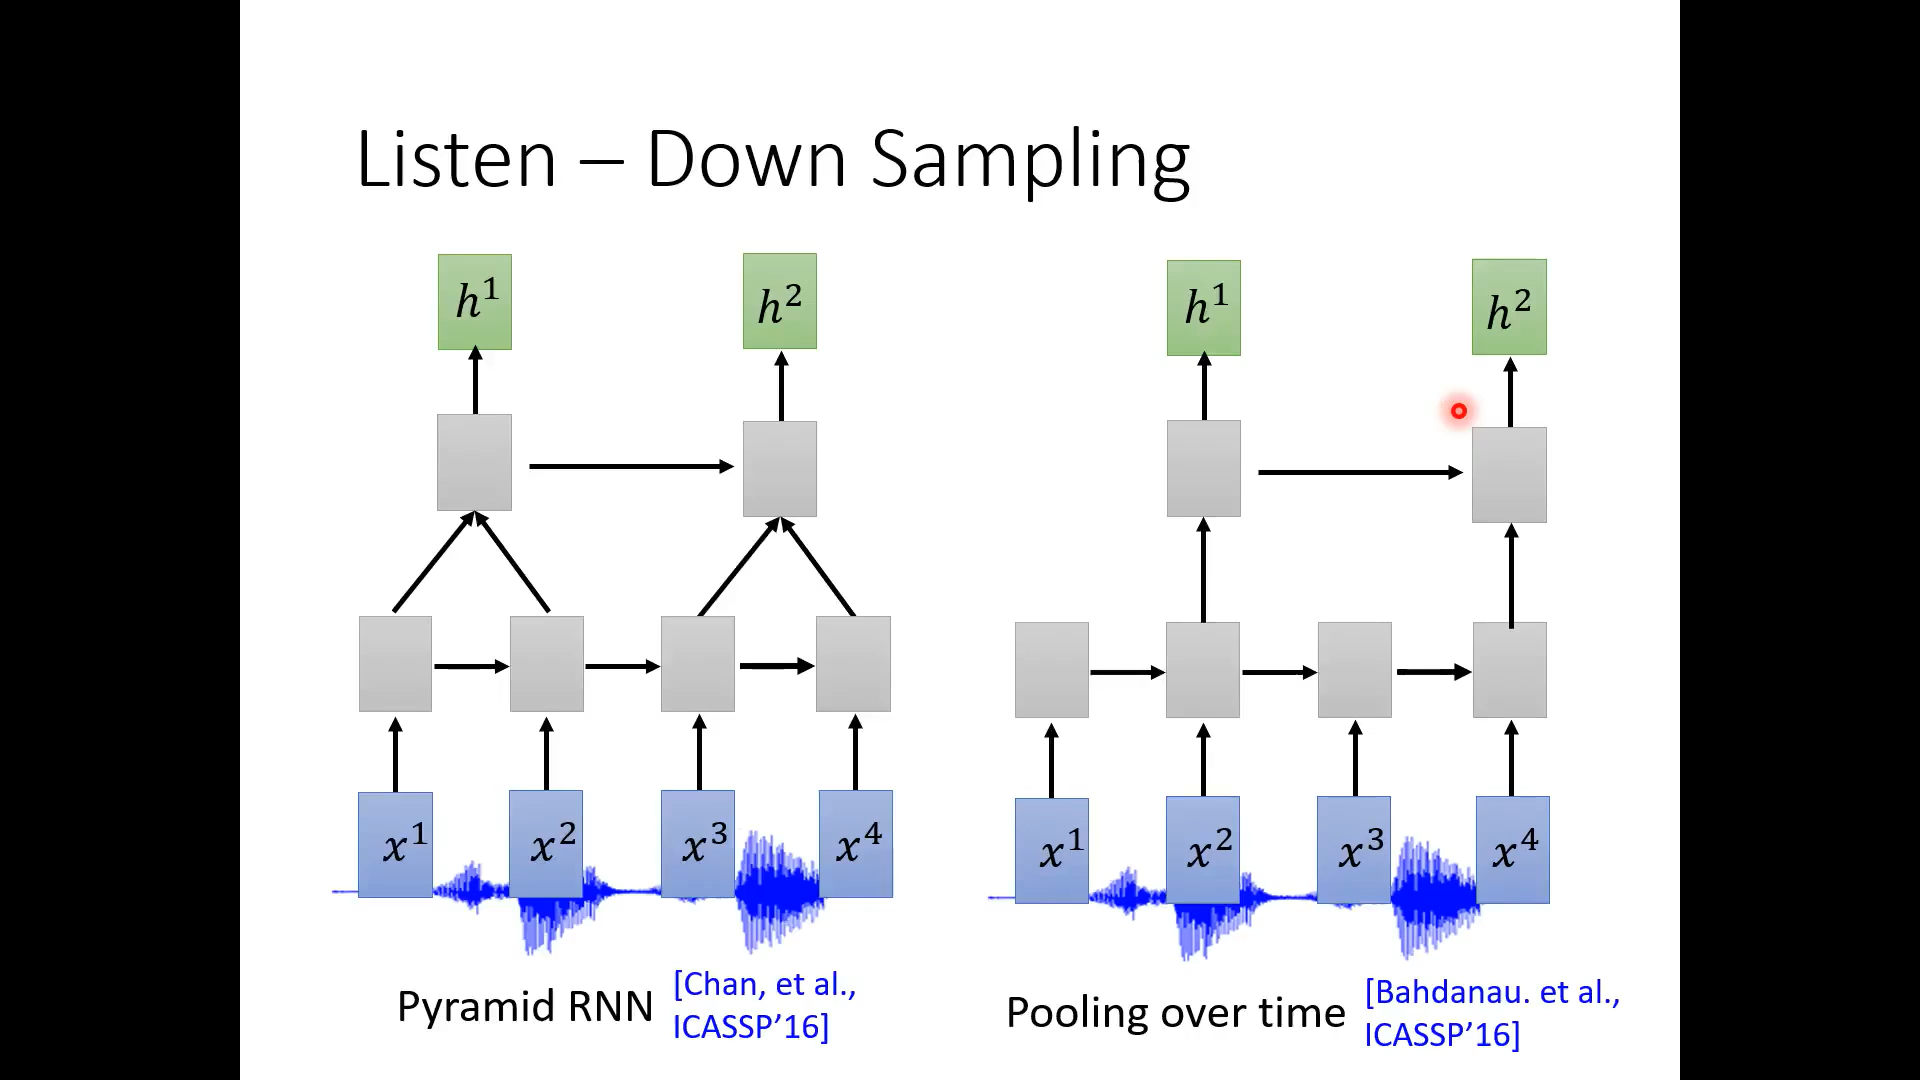 Listen – Down Sampling
h¹ h² h¹ h²
x¹ x² x³ x⁴ x¹ x² x³ x⁴
Pyramid RNN [Chan, et al.,
ICASSP’16]
Pooling over time [Bahdanau. et al.,
ICASSP’16]